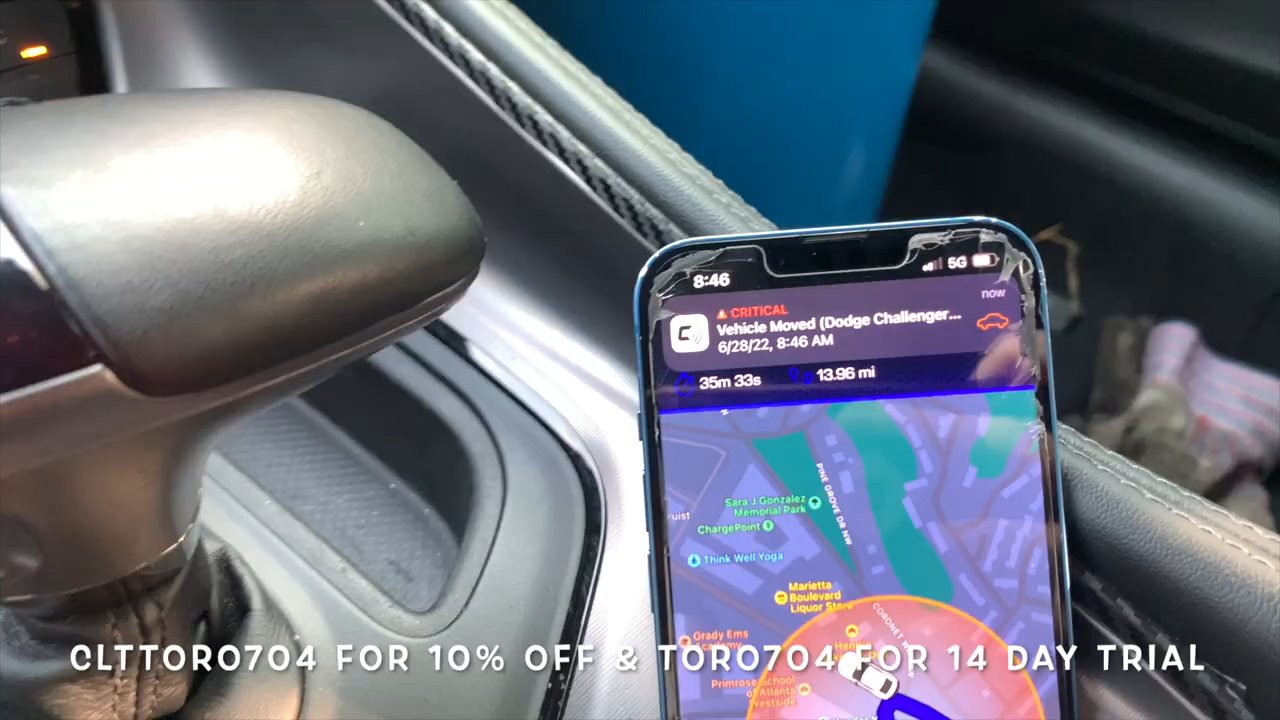 8:46
5G
CRITICAL
now
Vehicle Moved (Dodge Challenger...
6/28/22, 8:46 AM
35m 33s
13.96 mi
PINE GROVE DR NW
Sara J Gonzalez
Memorial Park
ChargePoint
Think Well Yoga
Marietta
Boulevard
Liquor Store
Grady Ems
Academy
Primrose School
of Atlanta
Westside
CLTTORO704 FOR 10% OFF & TORO704 FOR 14 DAY TRIAL